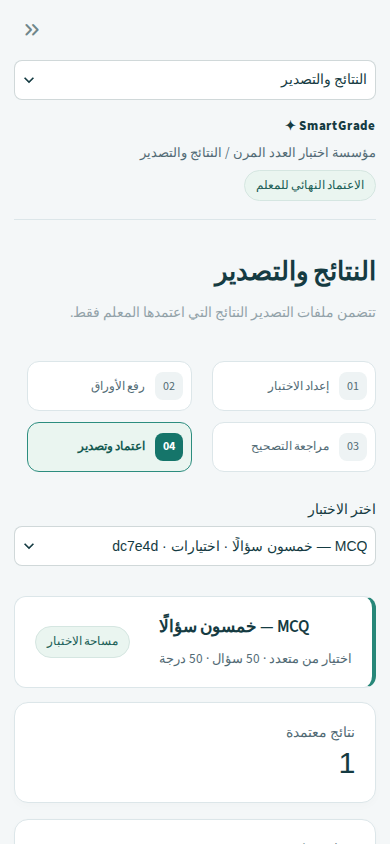 النتائج والتصدير
SmartGrade ✦
مؤسسة اختبار العدد المرن / النتائج والتصدير
الاعتماد النهائي للمعلم
النتائج والتصدير
تتضمن ملفات التصدير النتائج التي اعتمدها المعلم فقط.
01 إعداد الاختبار
02 رفع الأوراق
03 مراجعة التصحيح
04 اعتماد وتصدير
اختر الاختبار
MCQ — خمسون سؤالًا · اختيارات · dc7e4d
MCQ — خمسون سؤالًا
اختيار من متعدد · 50 سؤال · 50 درجة
مساحة الاختبار
نتائج معتمدة
1